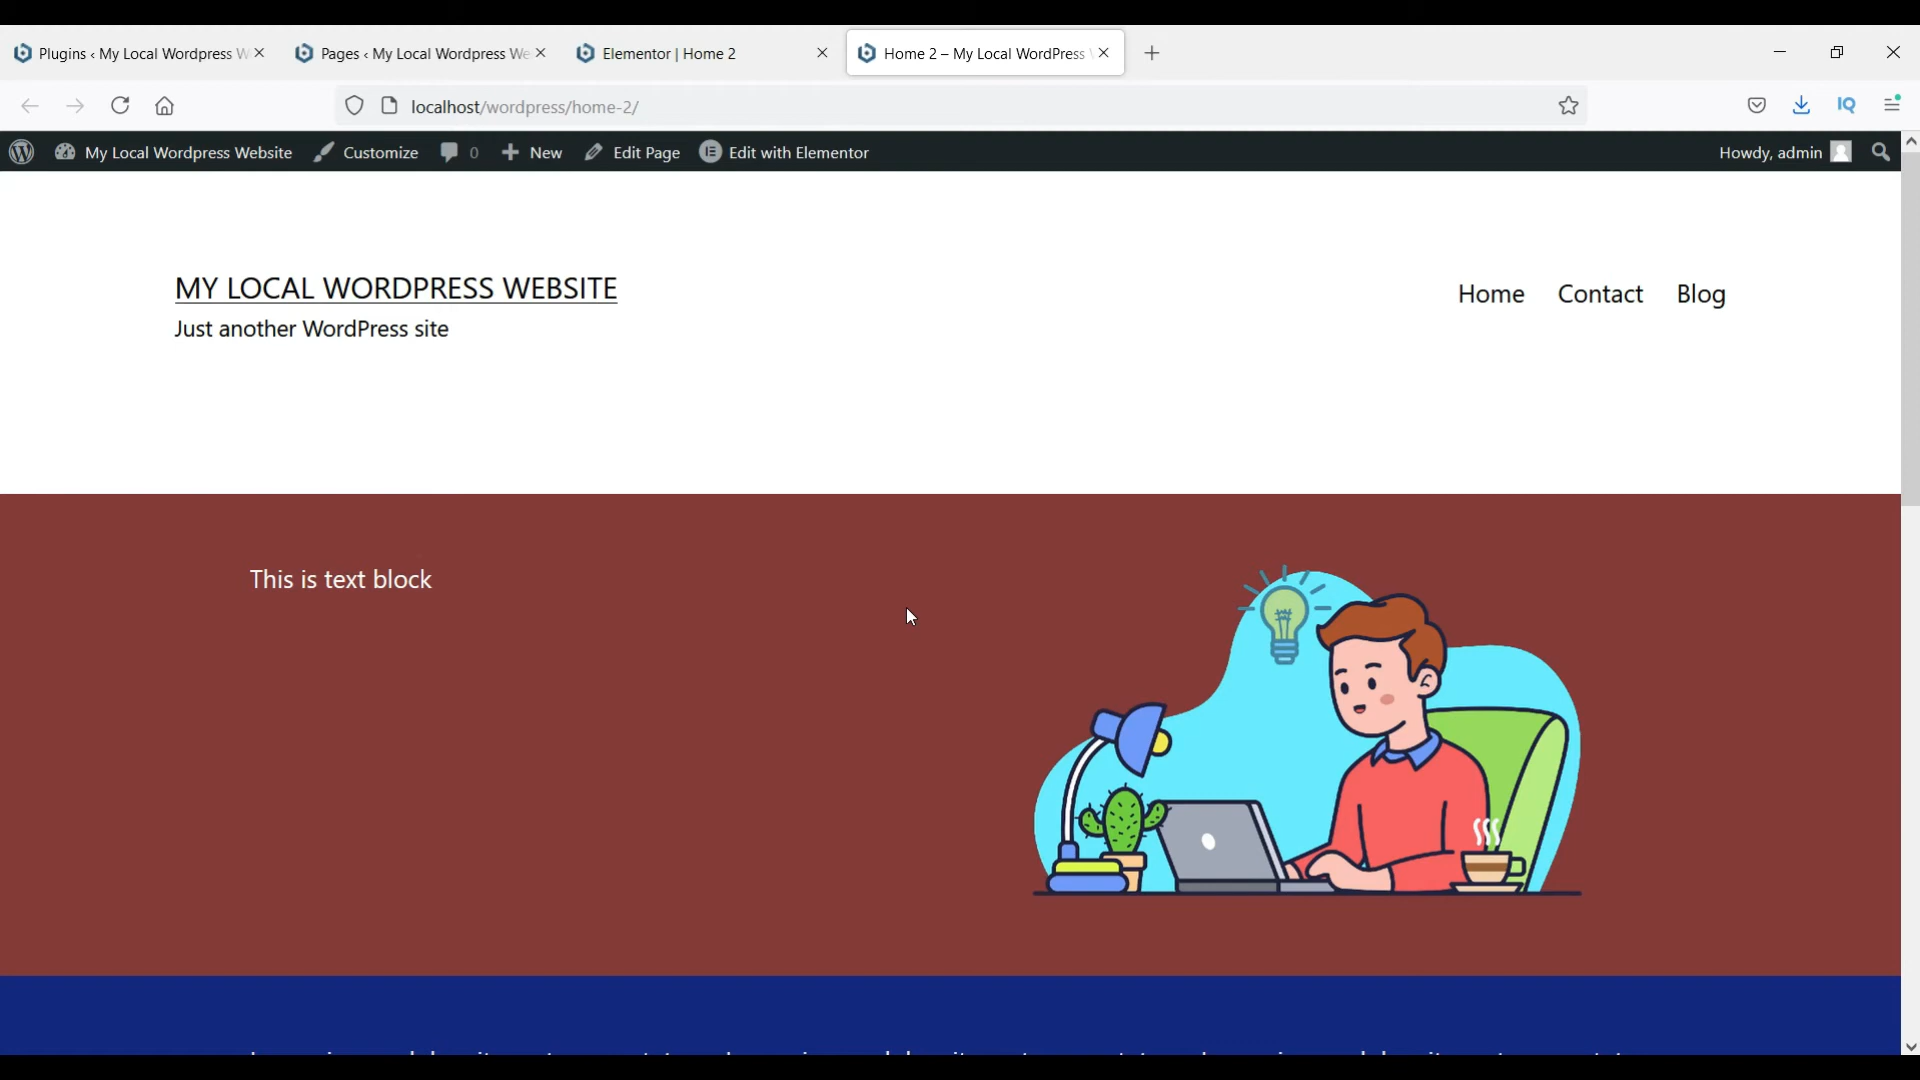 Plugins ‹ My Local Wordpress W
Pages ‹ My Local Wordpress We
Elementor | Home 2
Home 2 – My Local WordPress
localhost/wordpress/home-2/
IQ
My Local Wordpress Website
Customize
0
New
Edit Page
Edit with Elementor
Howdy, admin
MY LOCAL WORDPRESS WEBSITE
Just another WordPress site
Home
Contact
Blog
This is text block